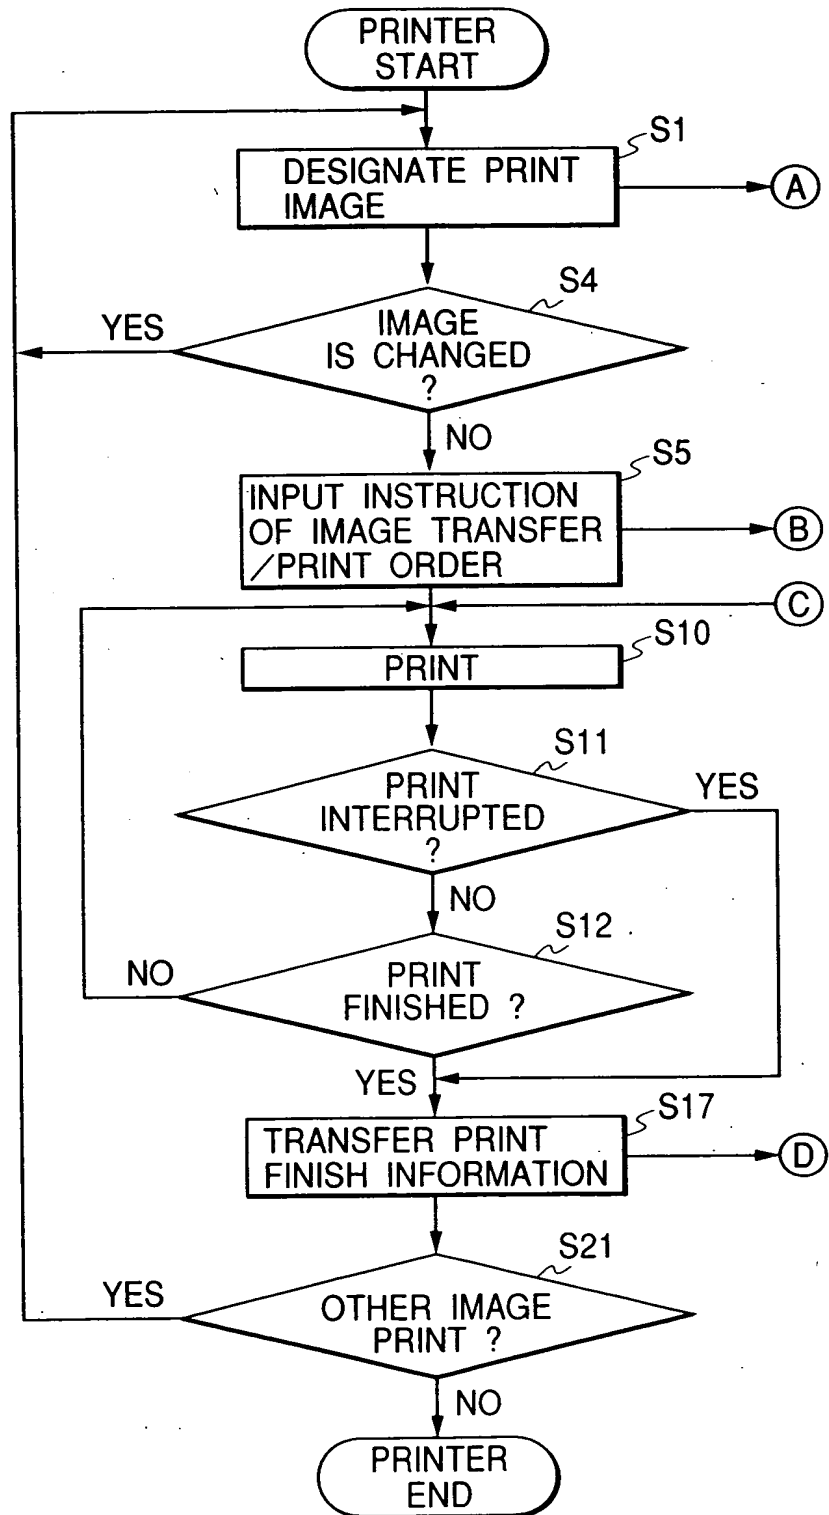 PRINTER
START
S1
DESIGNATE PRINT
IMAGE
A
S4
YES
IMAGE
IS CHANGED
?
NO
S5
INPUT INSTRUCTION
OF IMAGE TRANSFER
/PRINT ORDER
B
C
S10
PRINT
S11
PRINT
INTERRUPTED
?
YES
NO
S12
NO
PRINT
FINISHED ?
YES
S17
TRANSFER PRINT
FINISH INFORMATION
D
S21
YES
OTHER IMAGE
PRINT ?
NO
PRINTER
END